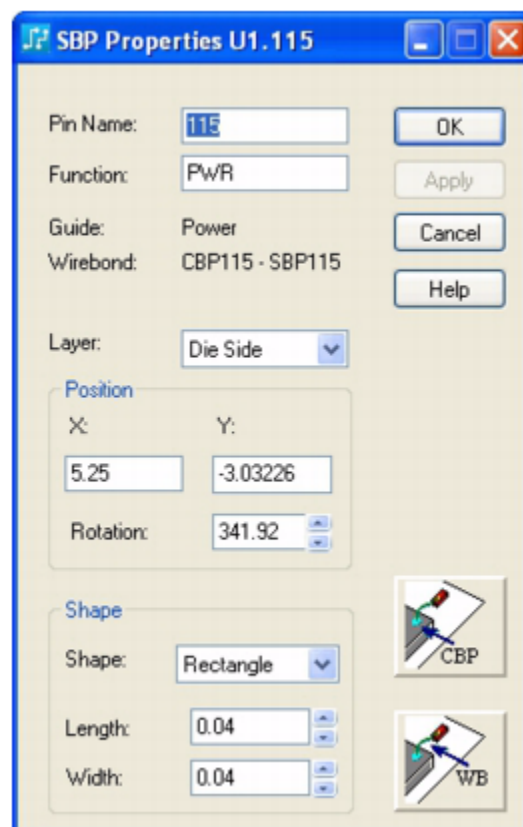 SBP Properties U1.115
Pin Name: 115
OK
Function: PWR
Apply
Guide: Power
Cancel
Wirebond: CBP115 - SBP115
Help
Layer: Die Side
Position
X: Y:
5.25 -3.03226
Rotation: 341.92
Shape
Shape: Rectangle
CBP
Length: 0.04
Width: 0.04
WB